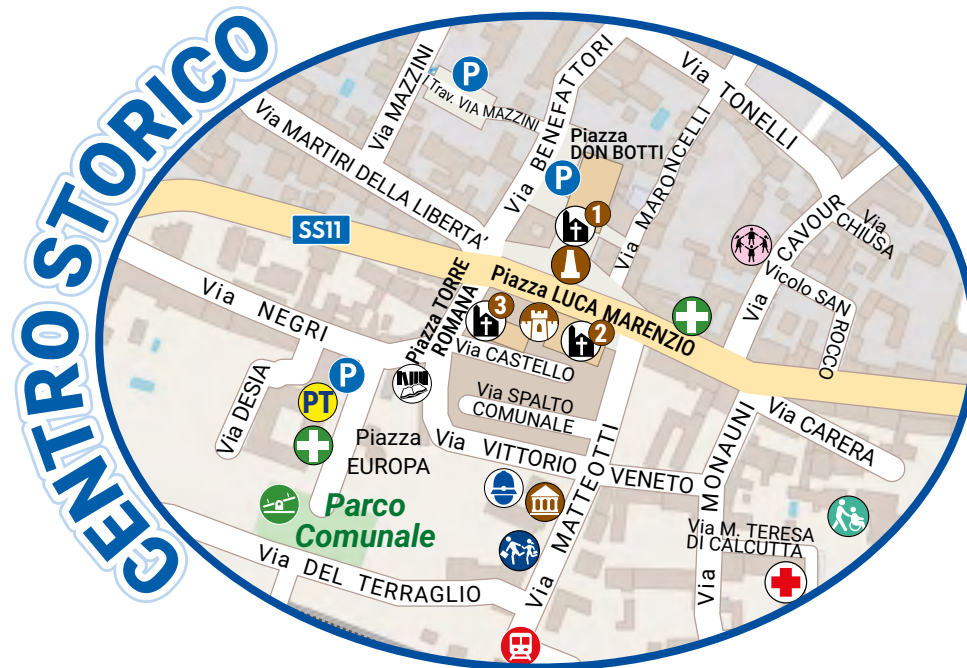 CENTRO STORICO
Via MAZZINI
P
Trav. VIA MAZZINI
Via BENEFATTORI
Via TONELLI
Via MARTIRI DELLA LIBERTA'
Piazza
DON BOTTI
P
Via MARONCELLI
Via CAVOUR
Via
CHIUSA
1
SS11
Piazza LUCA MARENZIO
Vicolo SAN ROCCO
Via NEGRI
Piazza TORRE
ROMANA
3
2
Via CASTELLO
P
PT
Via DESIA
Via SPALTO
COMUNALE
Via CARERA
Piazza
EUROPA
Via VITTORIO VENETO
Via MATTEOTTI
Via MONAUNI
Parco
Comunale
Via M. TERESA
DI CALCUTTA
Via DEL TERRAGLIO